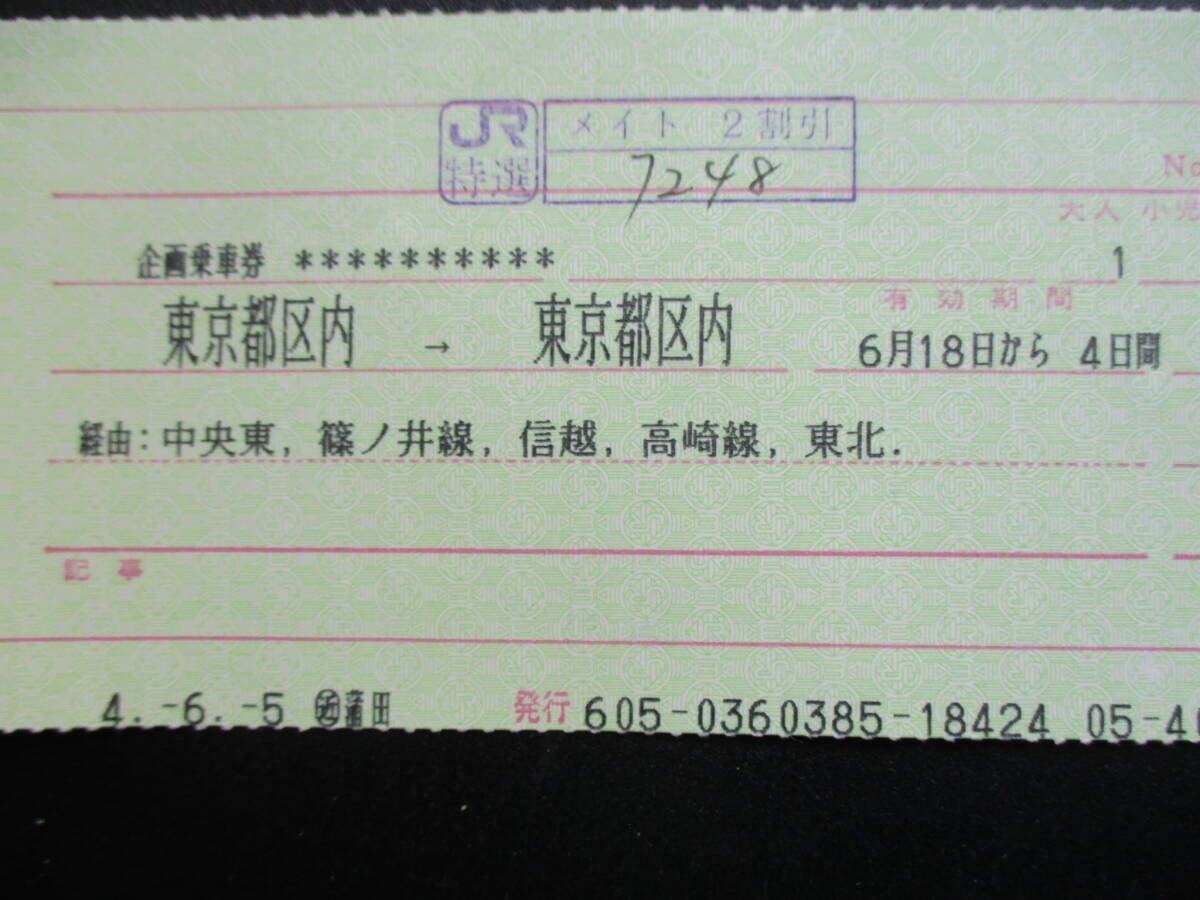 JR メイト 2割引
特選 7248
No
大人 小児
企画乗車券 ********** 1
有効期間
東京都区内 → 東京都区内 6月18日から 4日間
経由:中央東,篠ノ井線,信越,高崎線,東北.
記事
4.-6.-5 蒲田 発行 605-0360385-18424 05-4